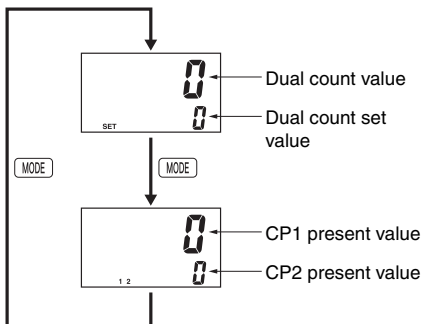 0
Dual count value
SET
0
Dual count set
value
MODE
MODE
0
CP1 present value
1 2
0
CP2 present value